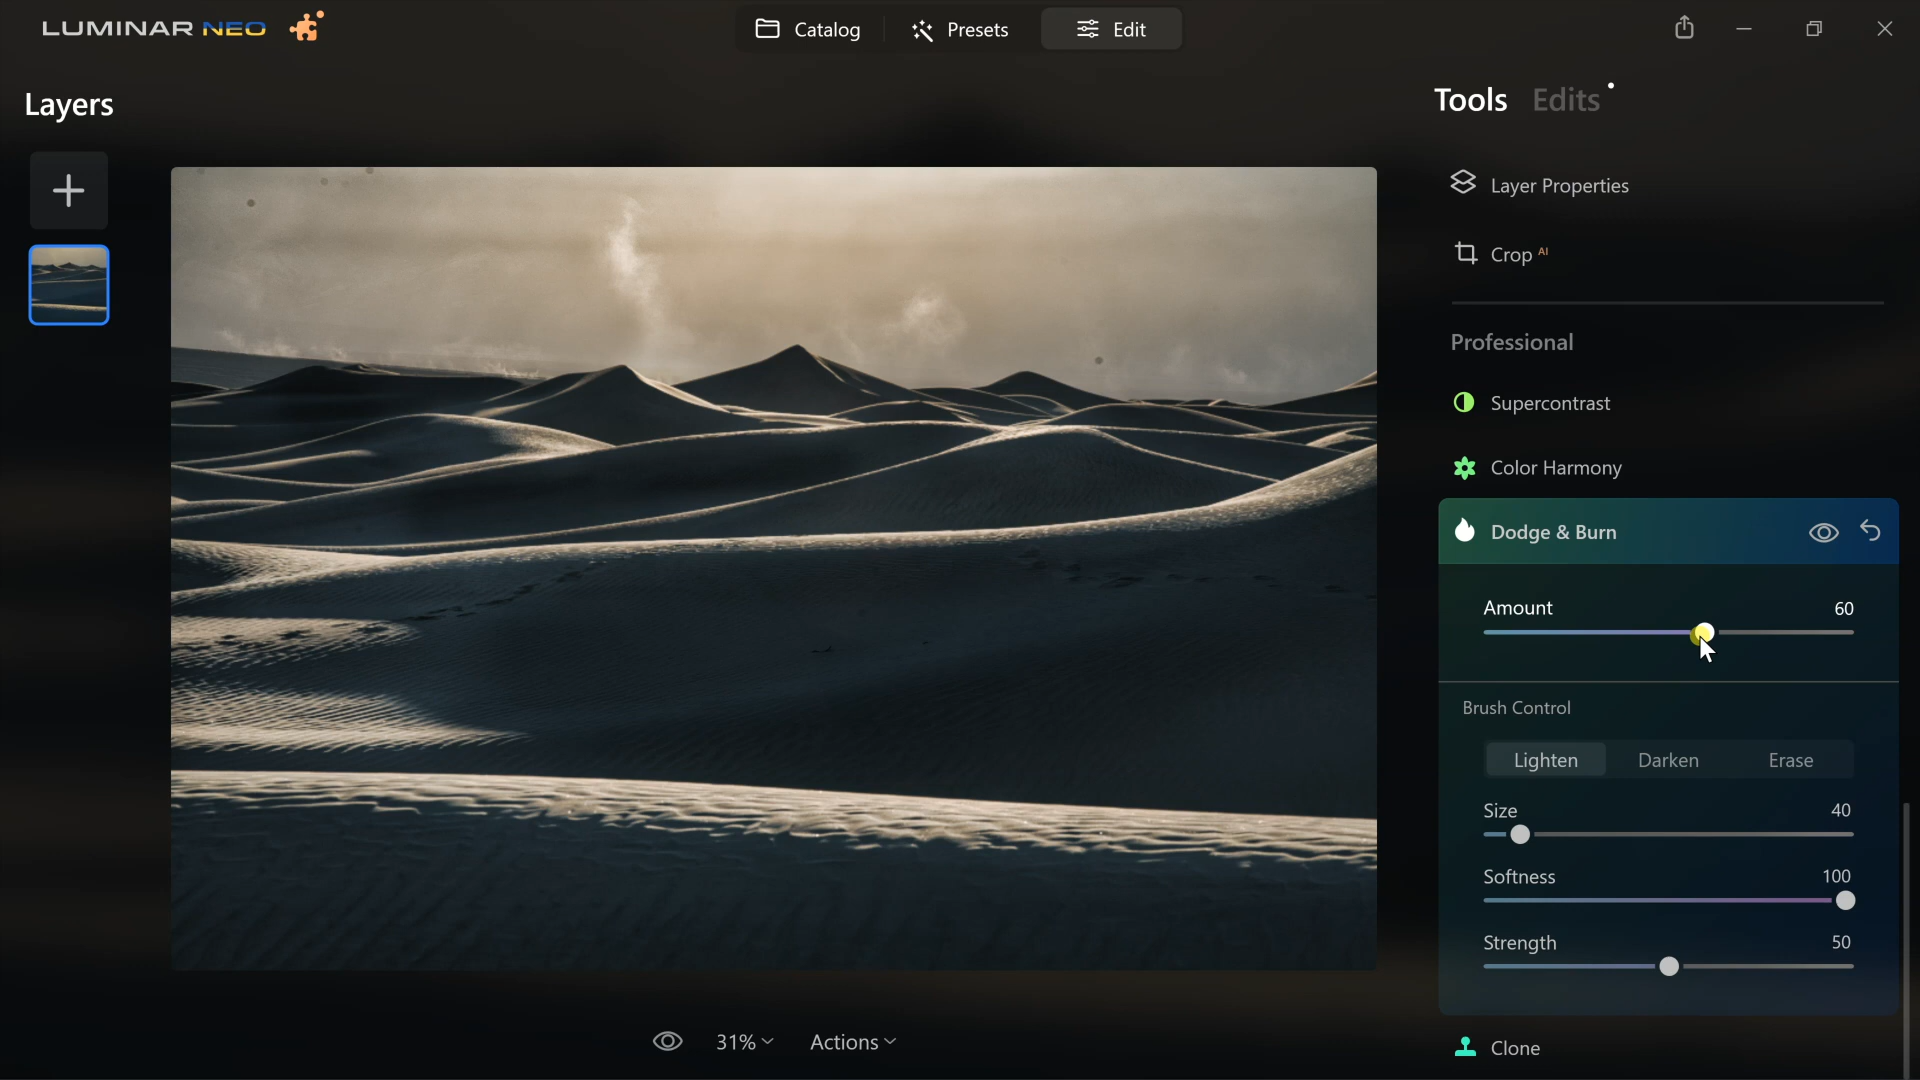 LUMINAR NEO
Catalog
Presets
Edit
Layers
Tools
Edits
Layer Properties
Crop AI
Professional
Supercontrast
Color Harmony
Dodge & Burn
Amount 60
Brush Control
Lighten Darken Erase
Size 40
Softness 100
Strength 50
Clone
31%
Actions